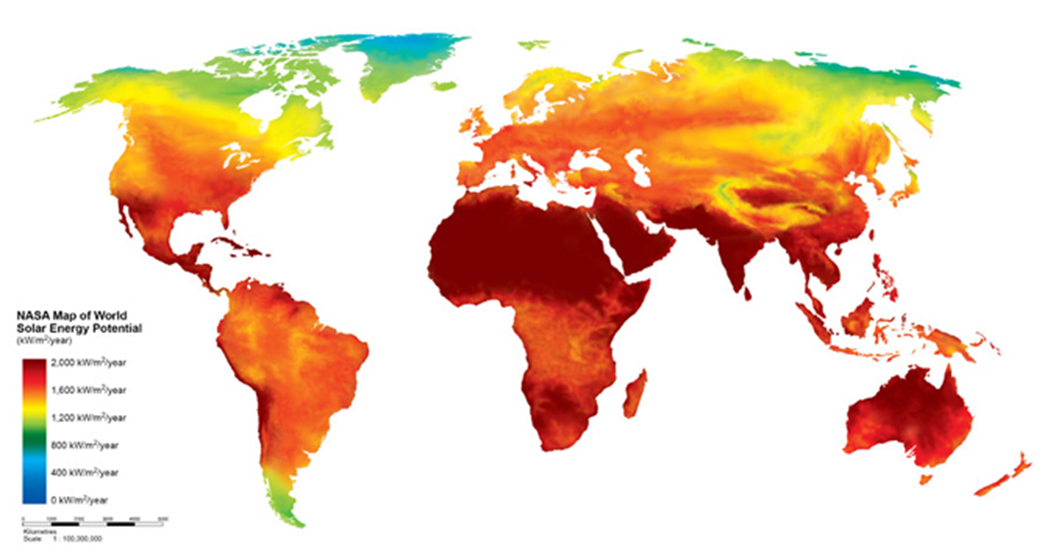 NASA Map of World
Solar Energy Potential
(kW/m²/year)
2,000 kW/m²/year
1,600 kW/m²/year
1,200 kW/m²/year
800 kW/m²/year
400 kW/m²/year
0 kW/m²/year
0
Kilometres
Scale 1 : 100,000,000